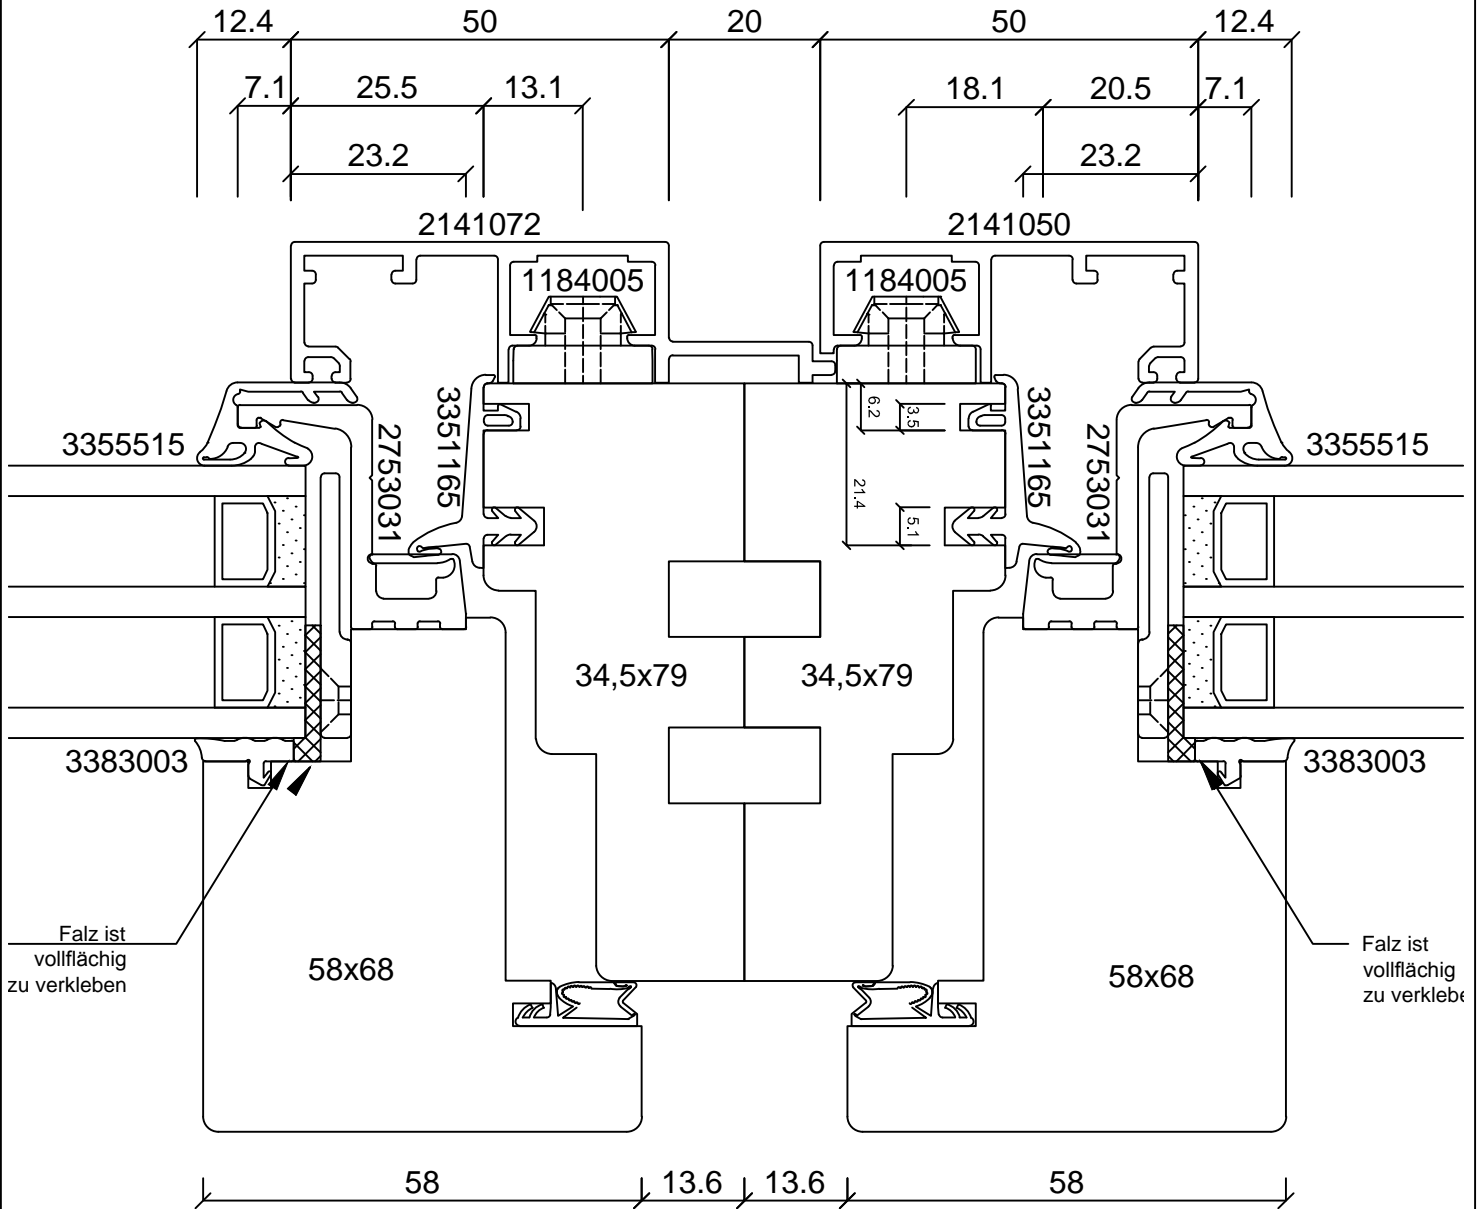 12.4 50 20 50 12.4
7.1 25.5 13.1 18.1 20.5 7.1
23.2 23.2
2141072 2141050
1184005 1184005
3351165 3351165
2753031 2753031
6.2 3.5
21.4 5.1
3355515 3355515
34,5x79 34,5x79
3383003 3383003
Falz ist
vollflächig
zu verkleben
58x68 58x68
Falz ist
vollflächig
zu verklebe
58 13.6 13.6 58